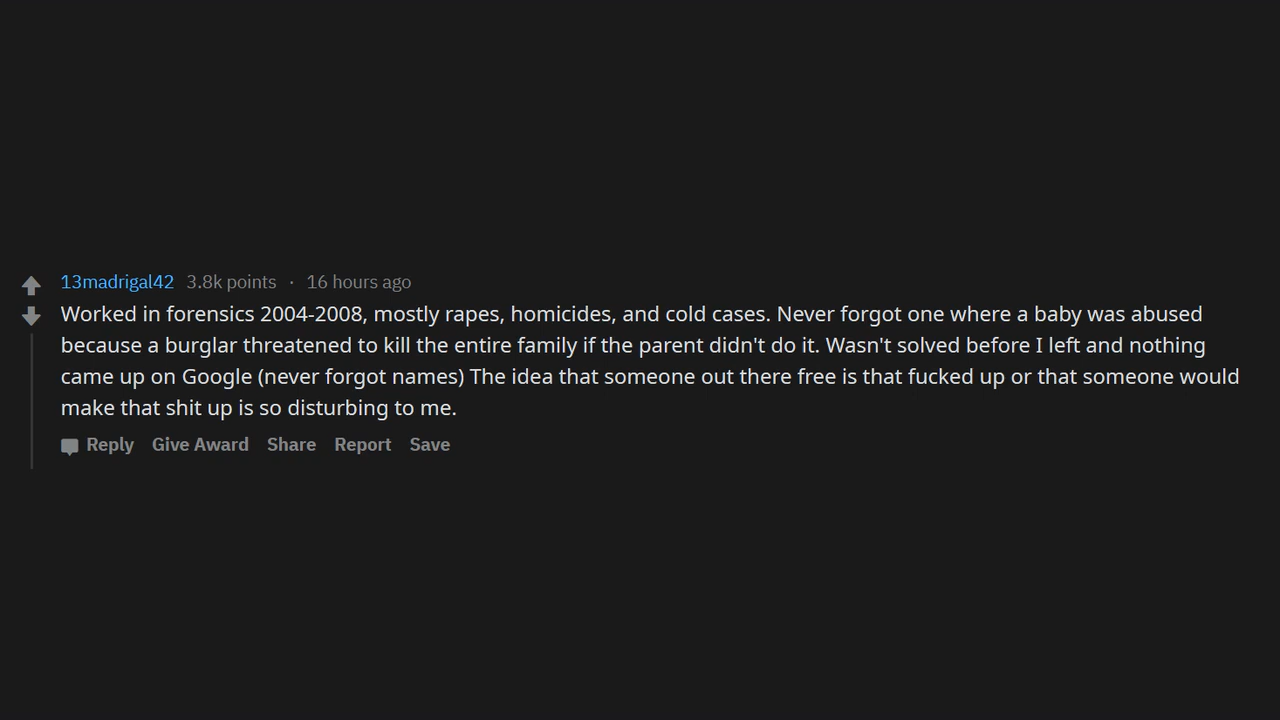 13madrigal42 3.8k points · 16 hours ago
Worked in forensics 2004-2008, mostly rapes, homicides, and cold cases. Never forgot one where a baby was abused
because a burglar threatened to kill the entire family if the parent didn't do it. Wasn't solved before I left and nothing
came up on Google (never forgot names) The idea that someone out there free is that fucked up or that someone would
make that shit up is so disturbing to me.
Reply Give Award Share Report Save